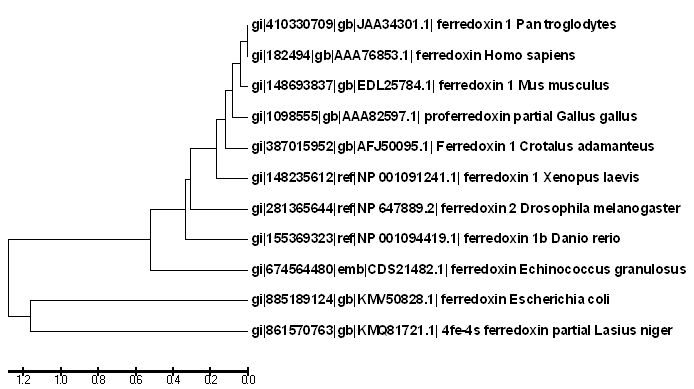 gi|410330709|gb|JAA34301.1| ferredoxin 1 Pan troglodytes
gi|182494|gb|AAA76853.1| ferredoxin Homo sapiens
gi|148693837|gb|EDL25784.1| ferredoxin 1 Mus musculus
gi|1098555|gb|AAA82597.1| proferredoxin partial Gallus gallus
gi|387015952|gb|AFJ50095.1| Ferredoxin 1 Crotalus adamanteus
gi|148235612|ref|NP 001091241.1| ferredoxin 1 Xenopus laevis
gi|281365644|ref|NP 647889.2| ferredoxin 2 Drosophila melanogaster
gi|155369323|ref|NP 001094419.1| ferredoxin 1b Danio rerio
gi|674564480|emb|CDS21482.1| ferredoxin Echinococcus granulosus
gi|885189124|gb|KMV50828.1| ferredoxin Escherichia coli
gi|861570763|gb|KMQ81721.1| 4fe-4s ferredoxin partial Lasius niger
1.2 1.0 0.8 0.6 0.4 0.2 0.0